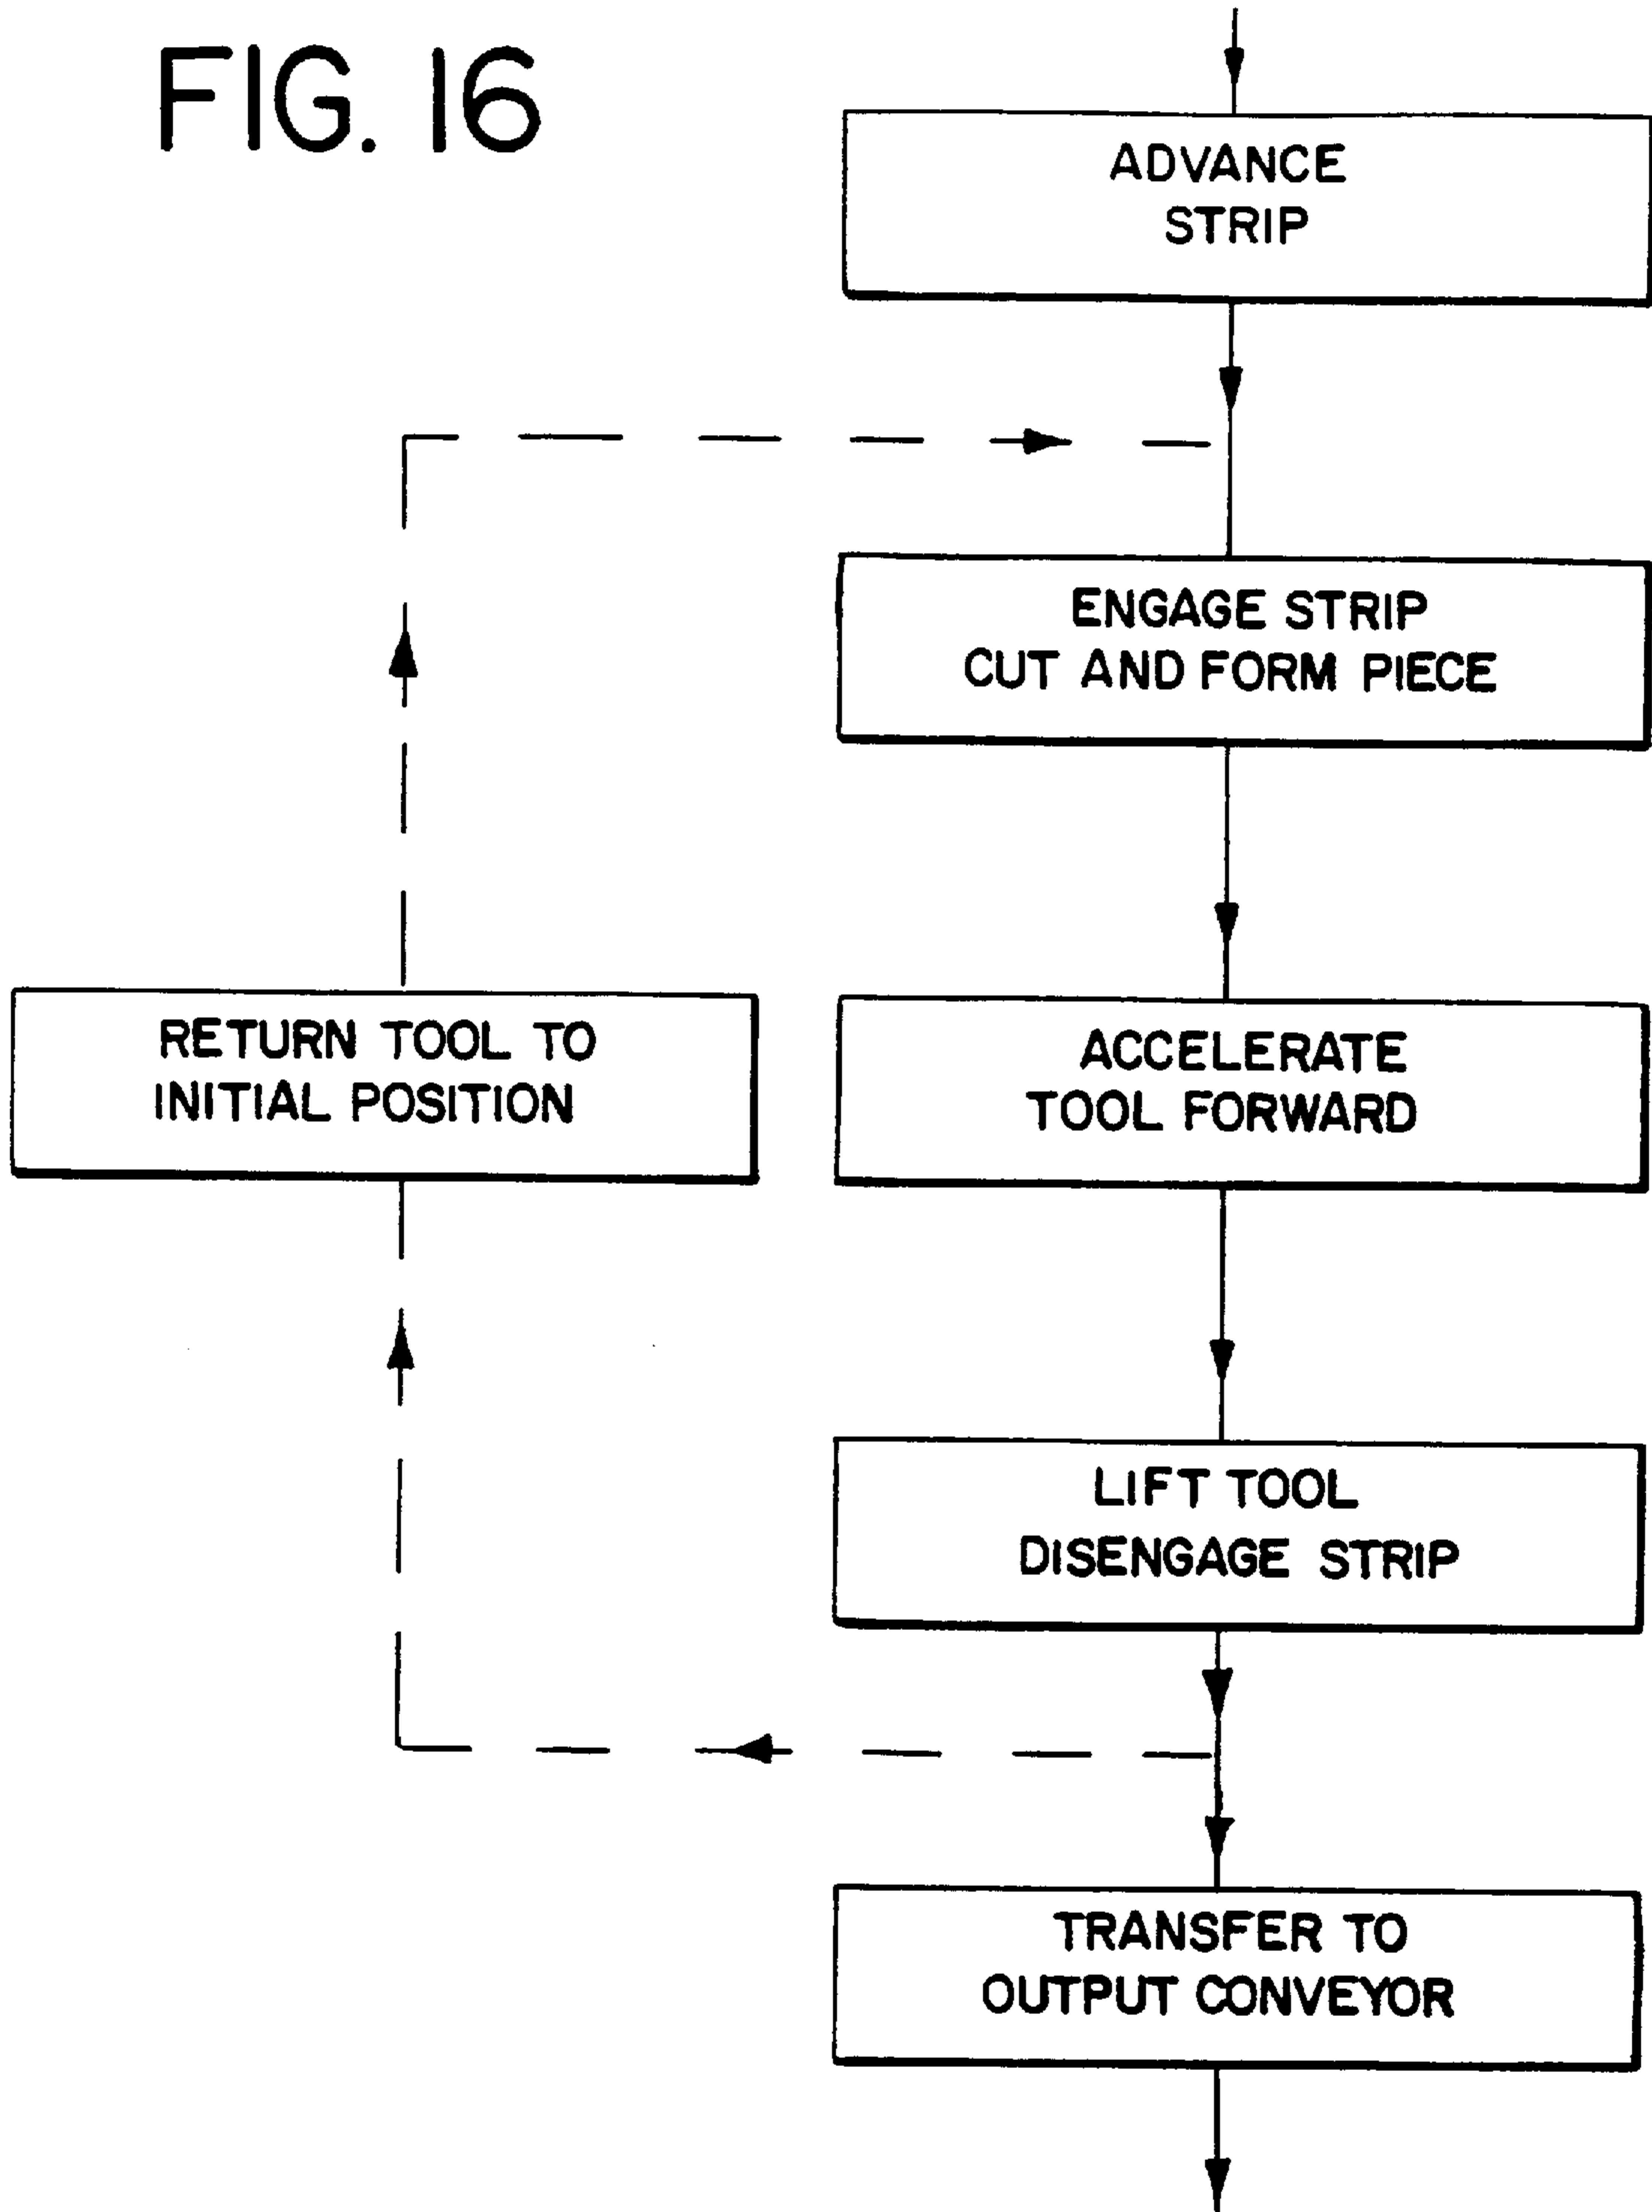 FIG. 16
ADVANCE
STRIP
ENGAGE STRIP
CUT AND FORM PIECE
RETURN TOOL TO
INITIAL POSITION
ACCELERATE
TOOL FORWARD
LIFT TOOL
DISENGAGE STRIP
TRANSFER TO
OUTPUT CONVEYOR